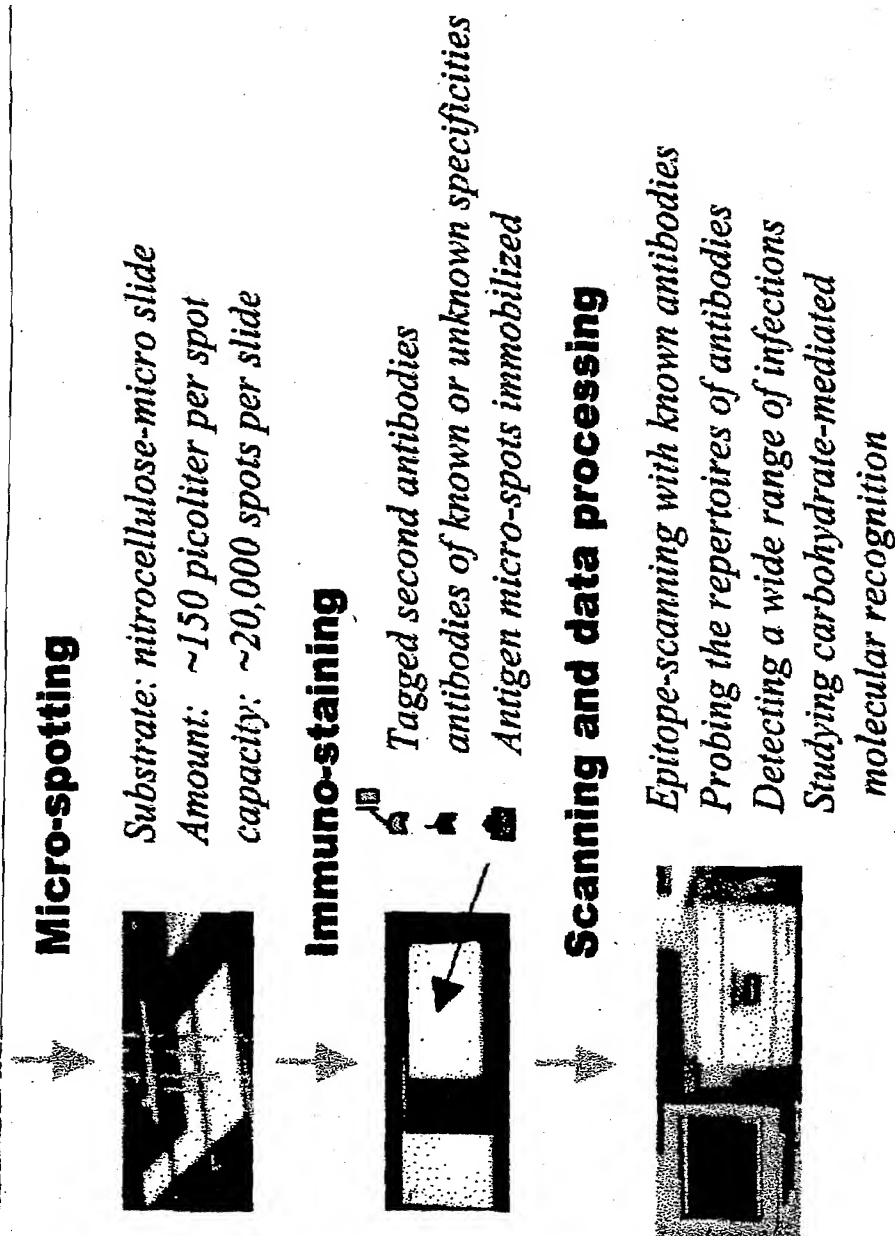 Micro-spotting
Substrate: nitrocellulose-micro slide
Amount: ~150 picoliter per spot
capacity: ~20,000 spots per slide
Immuno-staining
Tagged second antibodies
antibodies of known or unknown specificities
Antigen micro-spots immobilized
Scanning and data processing
Epitope-scanning with known antibodies
Probing the repertoires of antibodies
Detecting a wide range of infections
Studying carbohydrate-mediated
molecular recognition